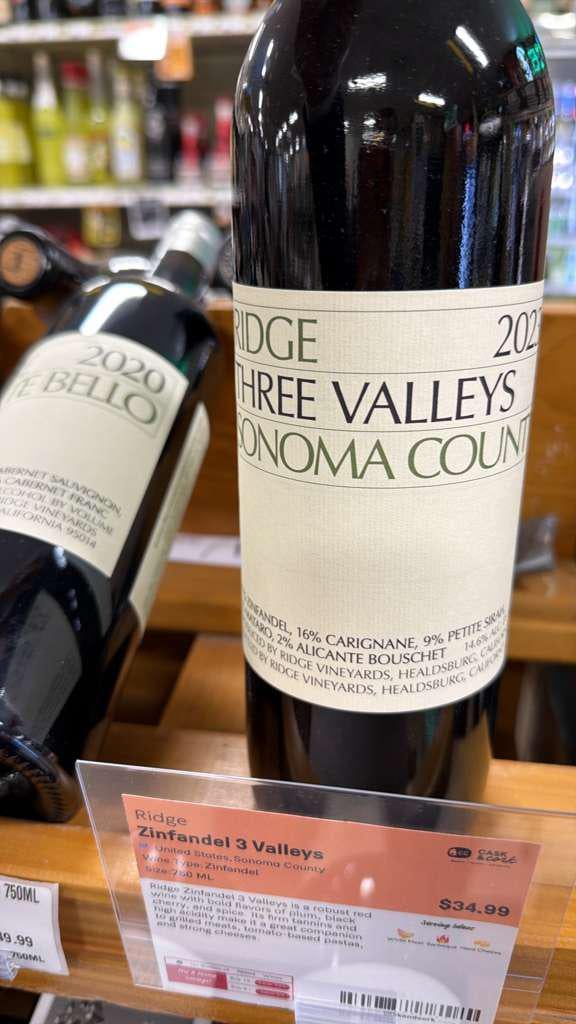 2020
TE BELLO
CABERNET SAUVIGNON,
CABERNET FRANC
ALCOHOL BY VOLUME
RIDGE VINEYARDS
CALIFORNIA 95014
RIDGE 202
THREE VALLEYS
SONOMA COUNT
ZINFANDEL, 16% CARIGNANE, 9% PETITE SIRAH,
MATARO, 2% ALICANTE BOUSCHET 14.6%
BY RIDGE VINEYARDS, HEALDSBURG,
BY RIDGE VINEYARDS, HEALDSBURG,
Ridge
Zinfandel 3 Valleys
United States, Sonoma County
Wine Type: Zinfandel
Size: 750 ML
CASK
& CORK
$34.99
Ridge Zinfandel 3 Valleys is a robust red
wine with bold flavors of plum, black
cherry, and spice. Its firm tannins and
high acidity make it a great companion
to grilled meats, tomato-based pastas,
and strong cheeses.
Serving Ideas
Hard Cheeses
750ML
49.99
750ML